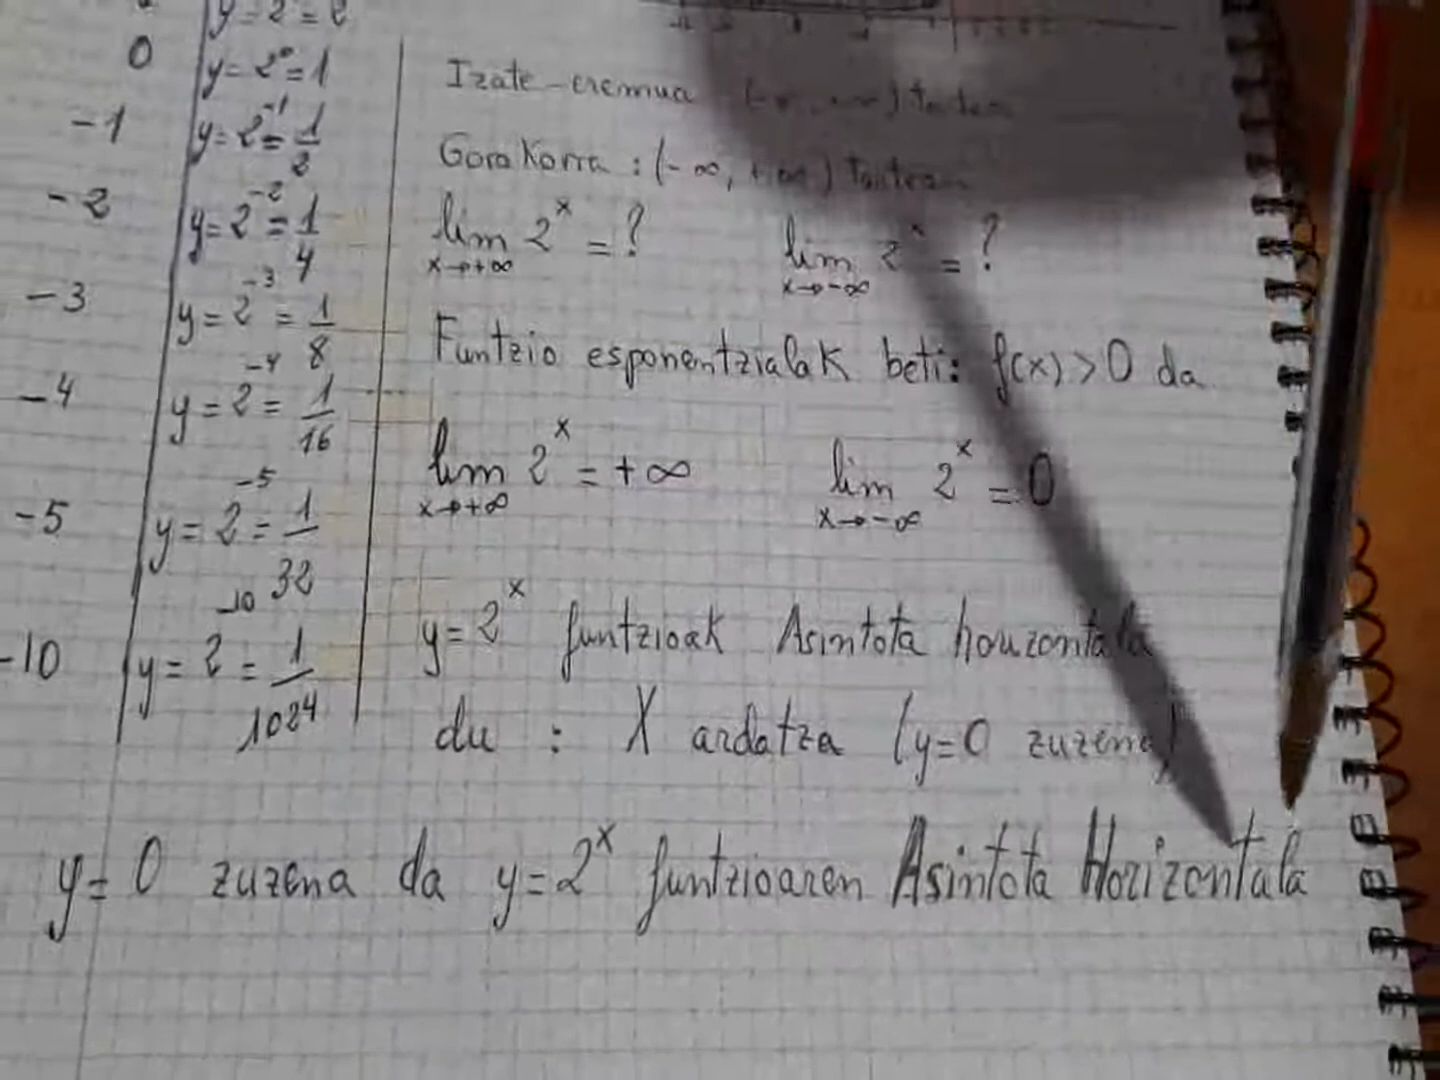 y=2 = 2
0 y=2⁰=1
-1 y=2⁻¹=1/2
-2 y=2⁻²=1/4
-3 y=2⁻³=1/8
-4 y=2⁻⁴=1/16
-5 y=2⁻⁵=1/32
-10 y=2⁻¹⁰=1/1024
Izate-eremua
Gorakorra : (-∞, +∞) tartean
lim x→+∞ 2ˣ = ? lim x→-∞ 2ˣ = ?
Funtzio esponentzialak beti: f(x) > 0 da
lim x→+∞ 2ˣ = +∞ lim x→-∞ 2ˣ = 0
y=2ˣ funtzioak Asintota horizontala
du : X ardatza (y=0 zuzena)
y=0 zuzena da y=2ˣ funtzioaren Asintota Horizontala